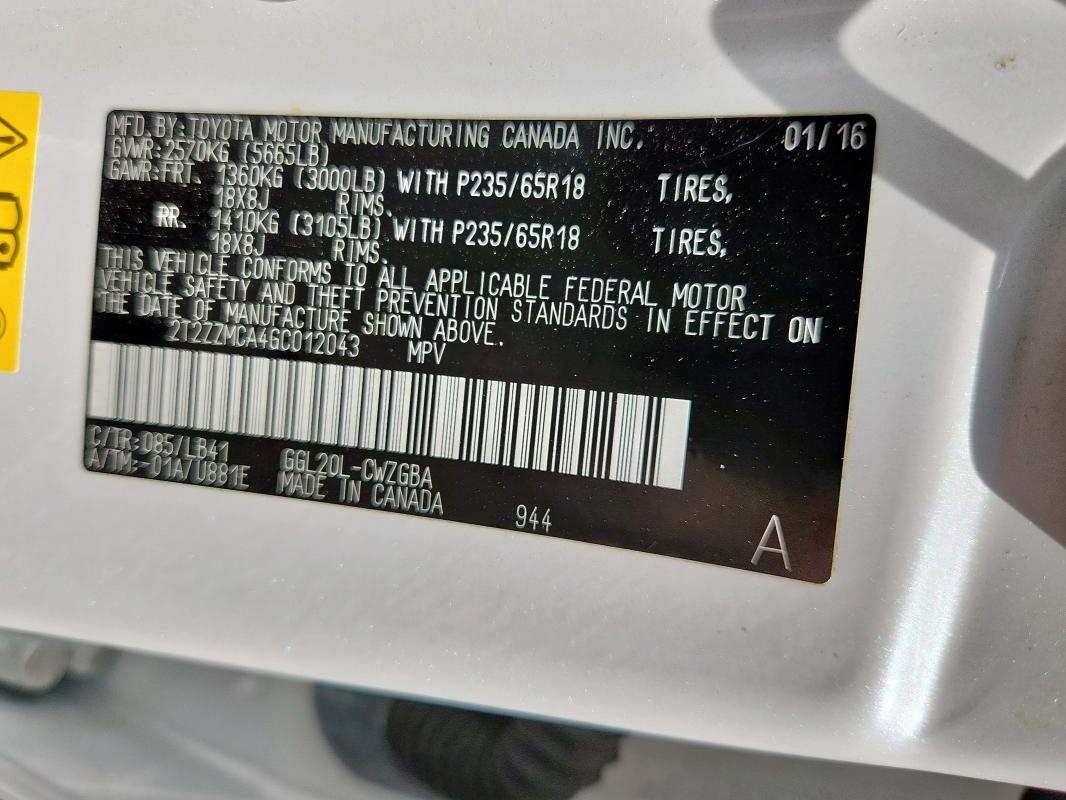 MFD. BY: TOYOTA MOTOR MANUFACTURING CANADA INC. 01/16
GVWR: 2570KG (5665LB)
GAWR: FRT. 1360KG (3000LB) WITH P235/65R18 TIRES,
18X8J RIMS.
RR. 1410KG (3105LB) WITH P235/65R18 TIRES,
18X8J RIMS.
THIS VEHICLE CONFORMS TO ALL APPLICABLE FEDERAL MOTOR
VEHICLE SAFETY AND THEFT PREVENTION STANDARDS IN EFFECT ON
THE DATE OF MANUFACTURE SHOWN ABOVE.
2T2ZZMCA4GC012043 MPV
C/TR: 085/LB41 GGL20L-CWZGBA
A/TM: -01A/U881E MADE IN CANADA 944
A